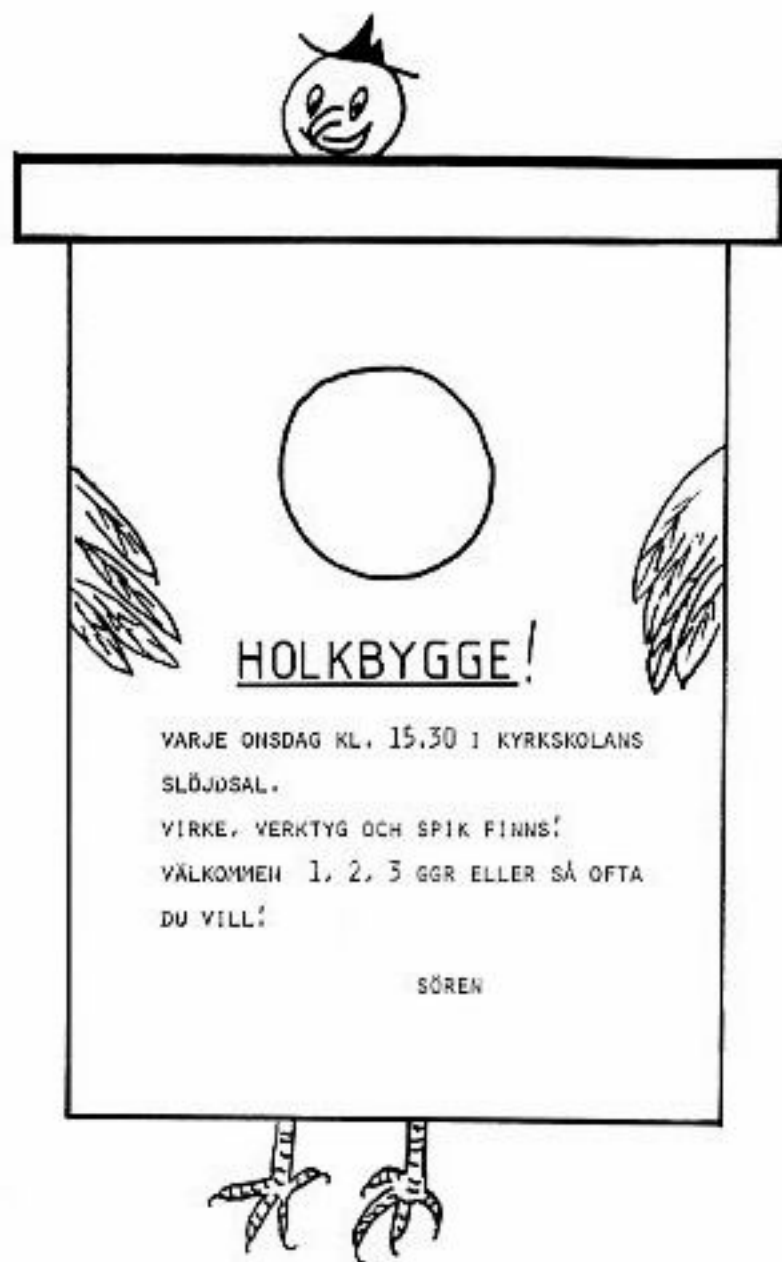 HOLKBYGGE!
VARJE ONSDAG KL. 15.30 I KYRKSKOLANS
SLÖJDSAL.
VIRKE, VERKTYG OCH SPIK FINNS!
VÄLKOMMEN 1, 2, 3 GGR ELLER SÅ OFTA
DU VILL!
SÖREN